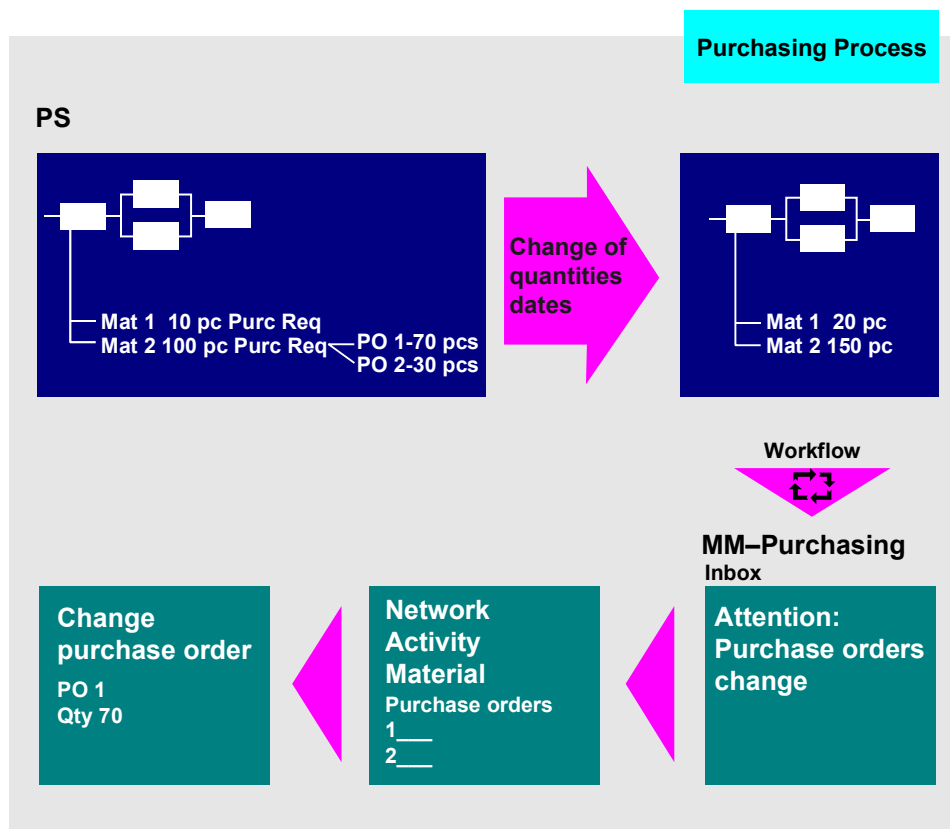 Purchasing Process
PS
Mat 1  10 pc Purc Req
Mat 2 100 pc Purc Req
PO 1-70 pcs
PO 2-30 pcs
Change of
quantities
dates
Mat 1  20 pc
Mat 2 150 pc
Workflow
MM–Purchasing
Inbox
Attention:
Purchase orders
change
Network
Activity
Material
Purchase orders
1___
2___
Change
purchase order
PO 1
Qty 70